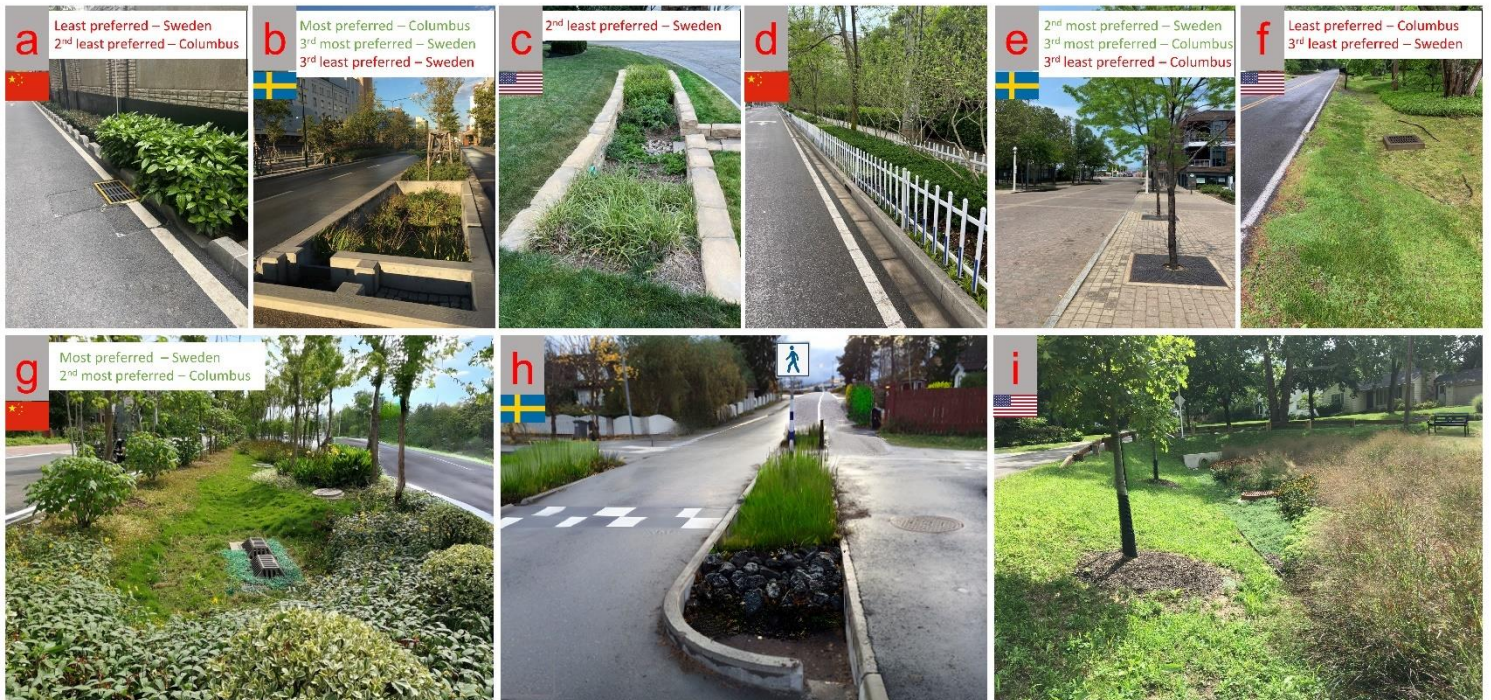 a
Least preferred – Sweden
2nd least preferred – Columbus
b
Most preferred – Columbus
3rd most preferred – Sweden
3rd least preferred – Sweden
c
2nd least preferred – Sweden
d
e
2nd most preferred – Sweden
3rd most preferred – Columbus
3rd least preferred – Columbus
f
Least preferred – Columbus
3rd least preferred – Sweden
g
Most preferred – Sweden
2nd most preferred – Columbus
h
i